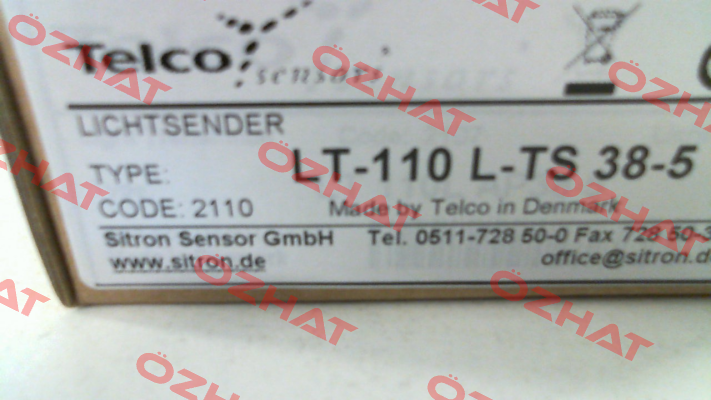 Telco
sensors
LICHTSENDER
TYPE: LT-110 L-TS 38-5
CODE: 2110 Made by Telco in Denmark
Sitron Sensor GmbH Tel. 0511-728 50-0 Fax 728 50-3
www.sitron.de office@sitron.d
ÖZHAT
ÖZHAT
ÖZHAT
ÖZHAT
ÖZHAT
ÖZHAT
ÖZHAT
ÖZHAT
ÖZHAT
ÖZHAT
ÖZHAT